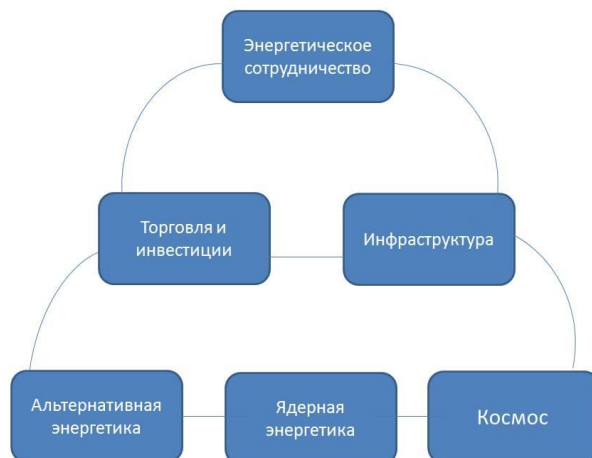 Энергетическое
сотрудничество
Торговля и
инвестиции
Инфраструктура
Альтернативная
энергетика
Ядерная
энергетика
Космос